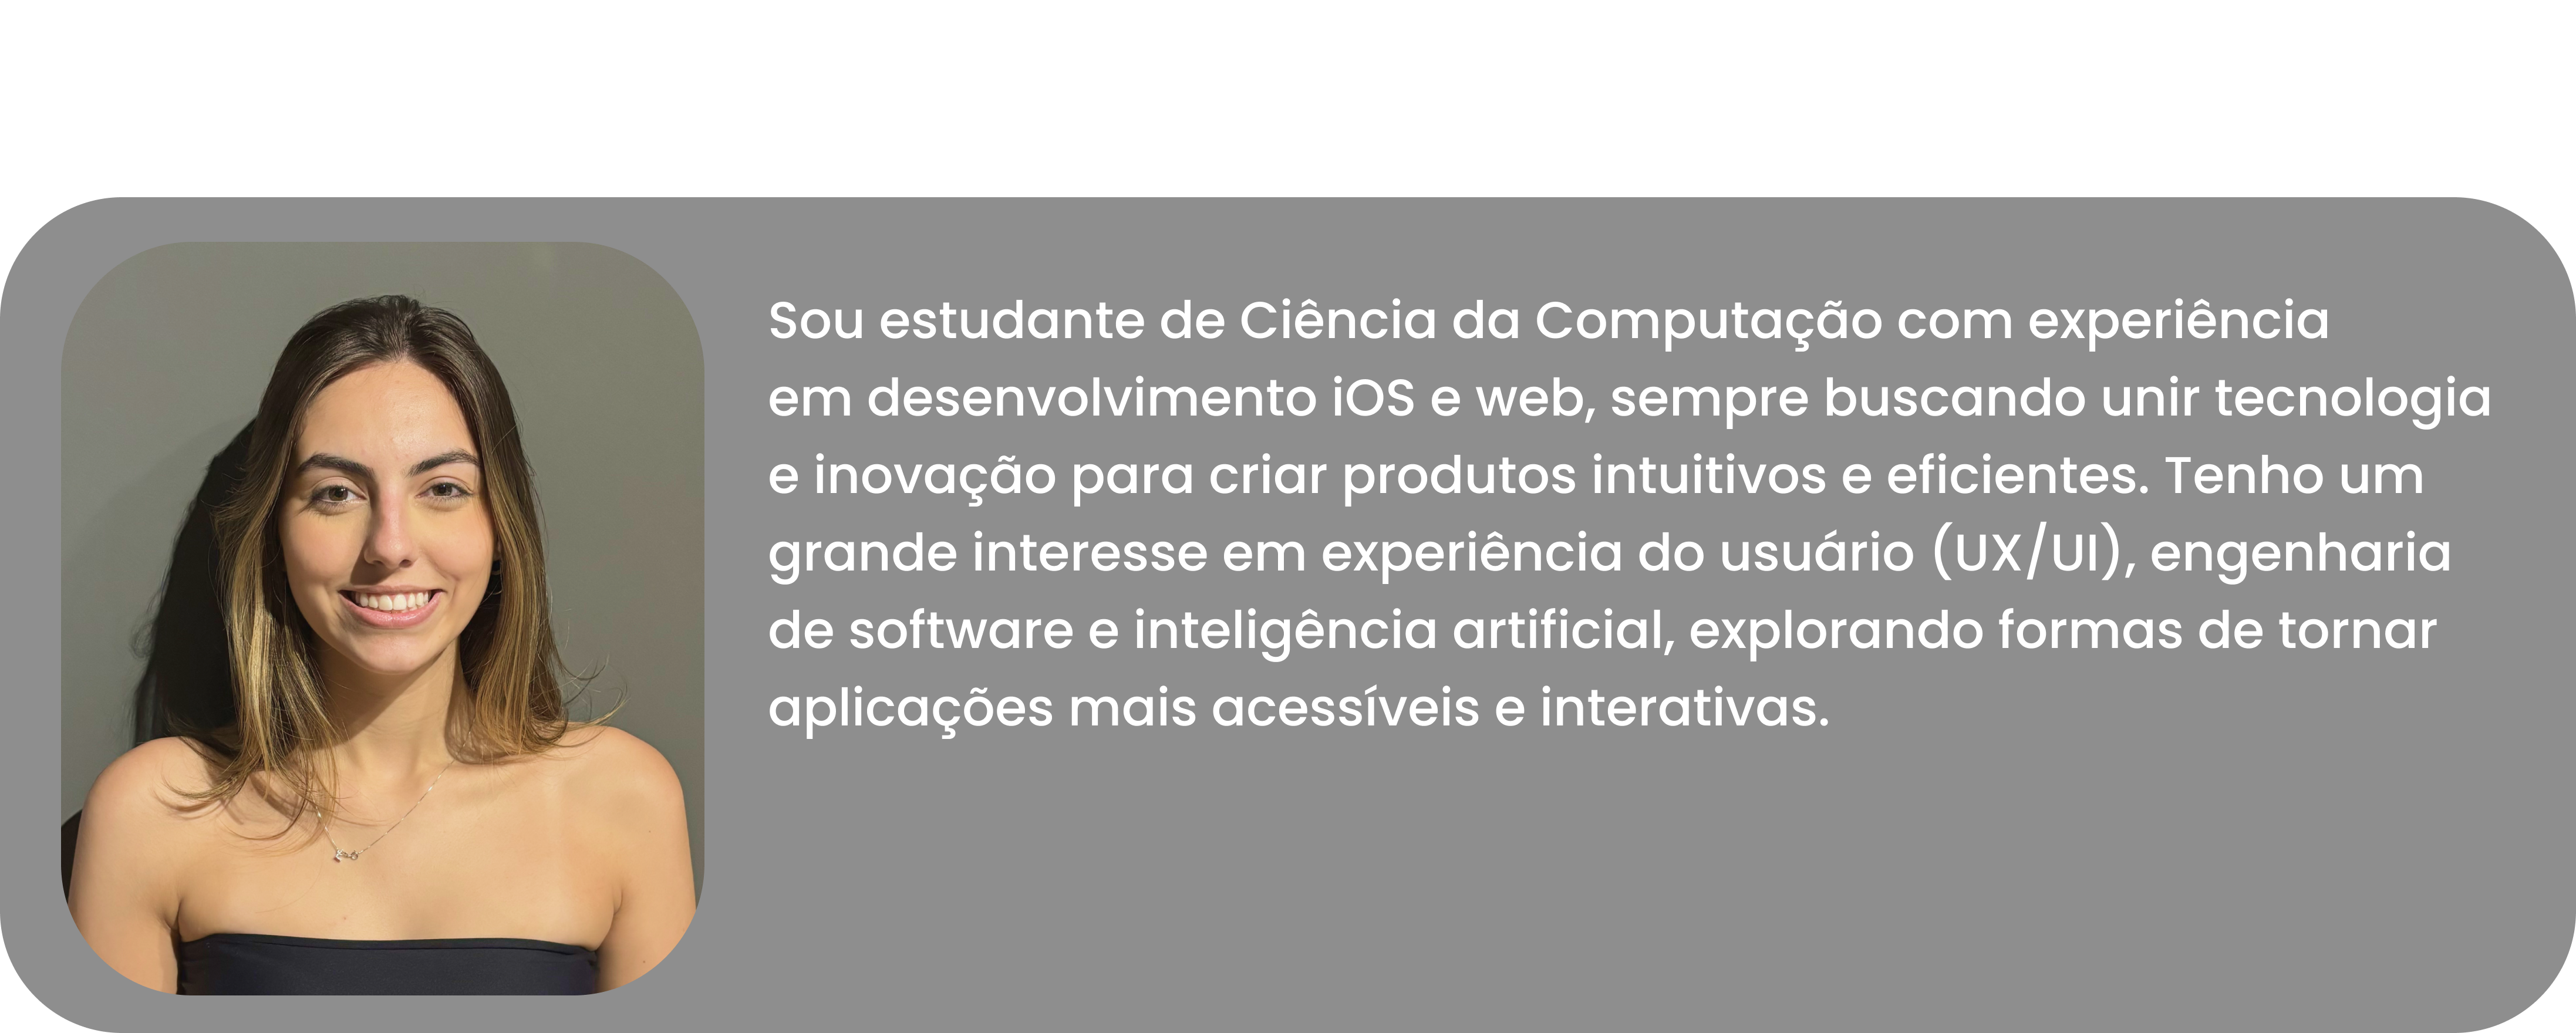 Sou estudante de Ciência da Computação com experiência
em desenvolvimento iOS e web, sempre buscando unir tecnologia
e inovação para criar produtos intuitivos e eficientes. Tenho um
grande interesse em experiência do usuário (UX/UI), engenharia
de software e inteligência artificial, explorando formas de tornar
aplicações mais acessíveis e interativas.